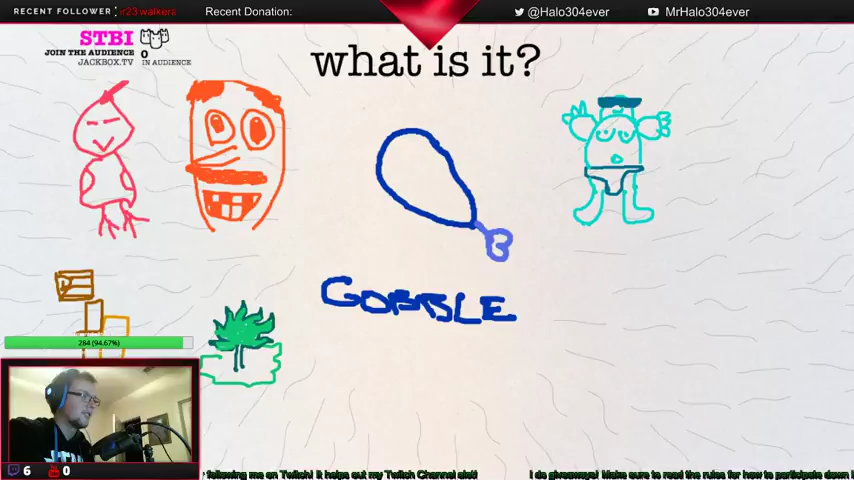 RECENT FOLLOWER ir23walkera
Recent Donation:
@Halo304ever
MrHalo304ever
STBI
JOIN THE AUDIENCE
JACKBOX.TV
0
IN AUDIENCE
what is it?
GOBBLE
284 (94.67%)
6
0
following me on Twitch! It helps out my Twitch Channel alot!
I do giveaways! Make sure to read the rules for how to participate down